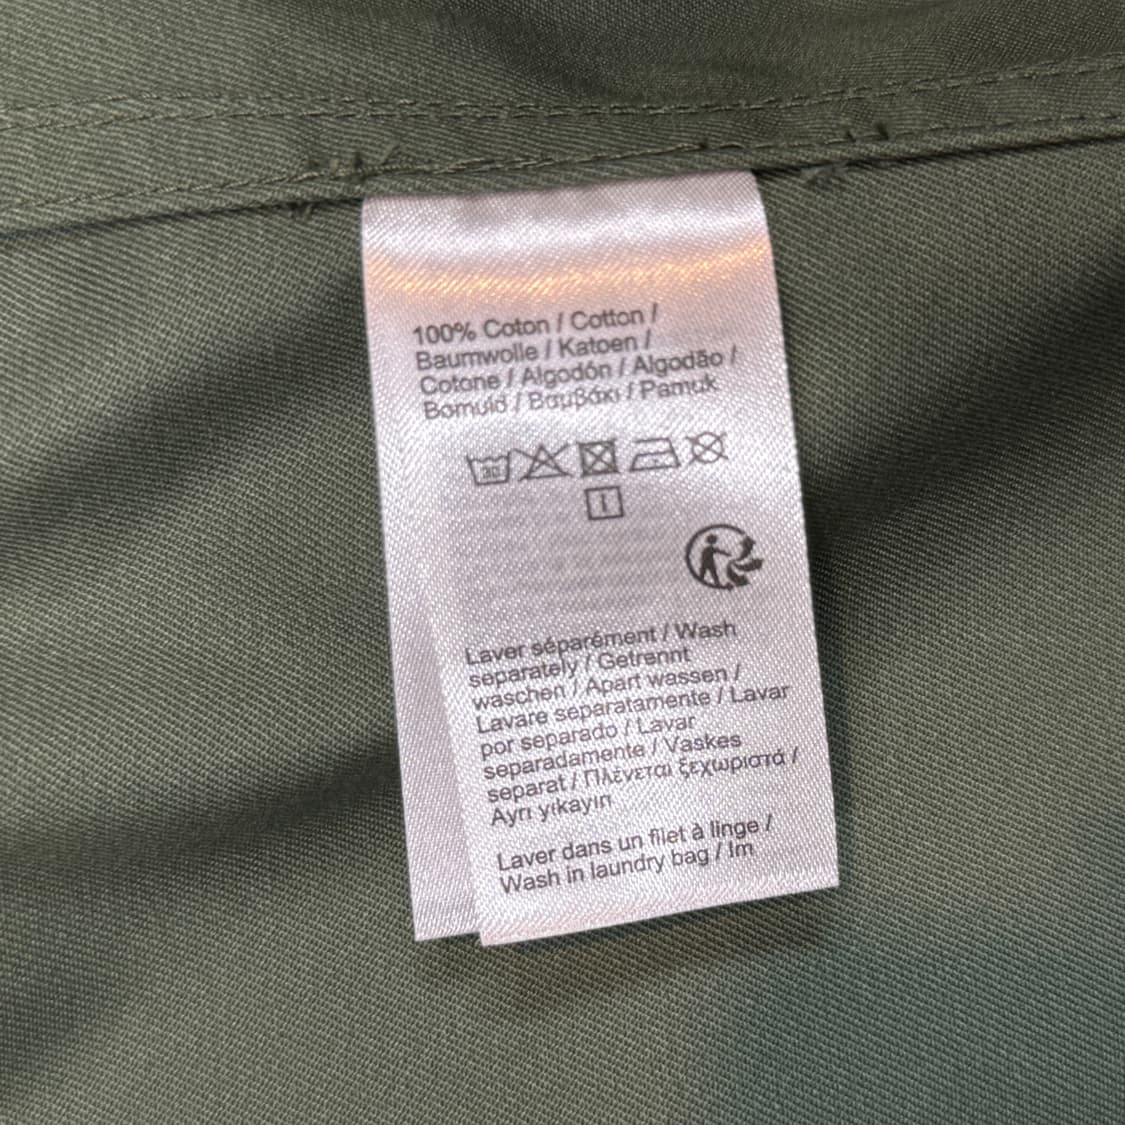 100% Coton / Cotton /
Baumwolle / Katoen /
Cotone / Algodón / Algodão /
Bomuld / Βαμβάκι / Pamuk
30
Laver séparément / Wash
separately / Getrennt
waschen / Apart wassen /
Lavare separatamente / Lavar
por separado / Lavar
separadamente / Vaskes
separat / Πλένεται ξεχωριστά /
Ayrı yıkayın
Laver dans un filet à linge /
Wash in laundry bag / Im